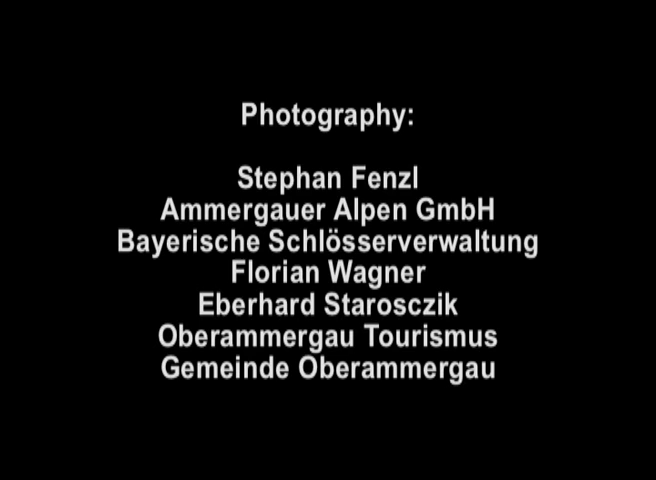 Photography:
Stephan Fenzl
Ammergauer Alpen GmbH
Bayerische Schlösserverwaltung
Florian Wagner
Eberhard Starosczik
Oberammergau Tourismus
Gemeinde Oberammergau